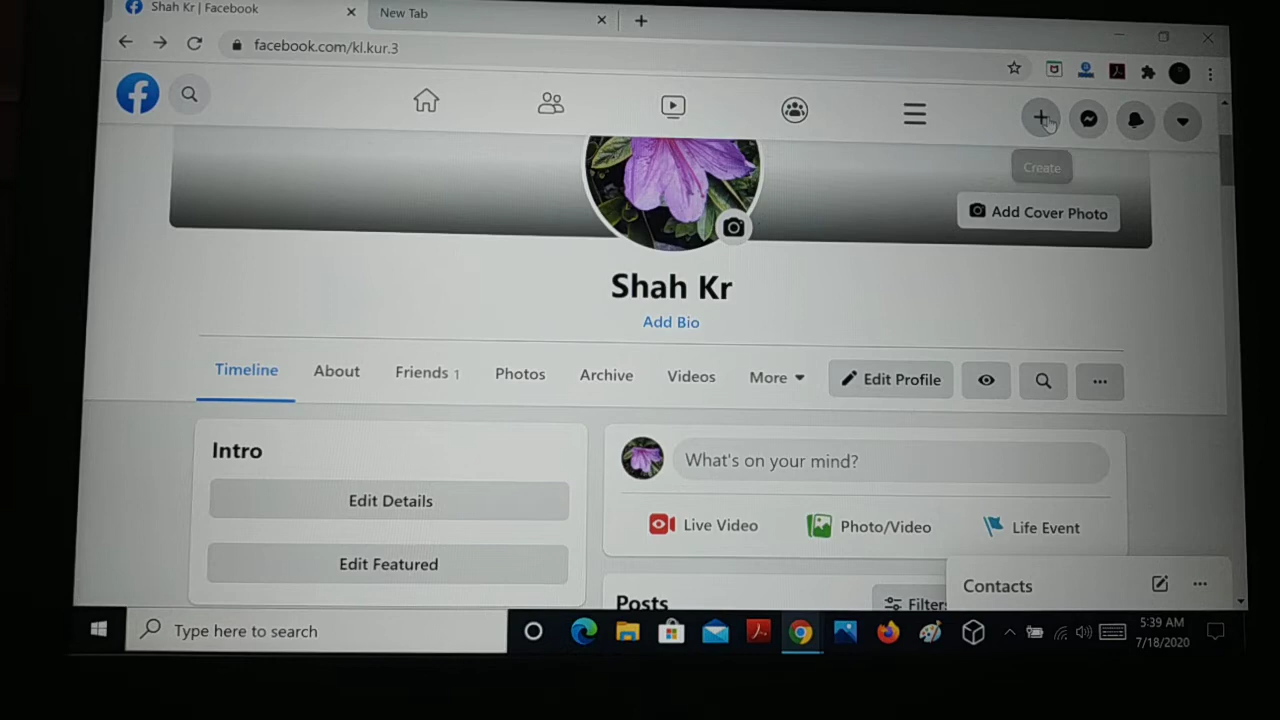 Shah Kr | Facebook
New Tab
facebook.com/kl.kur.3
Create
Add Cover Photo
Shah Kr
Add Bio
Timeline
About
Friends 1
Photos
Archive
Videos
More
Edit Profile
Intro
Edit Details
Edit Featured
What's on your mind?
Live Video
Photo/Video
Life Event
Posts
Filter
Contacts
Type here to search
5:39 AM
7/18/2020